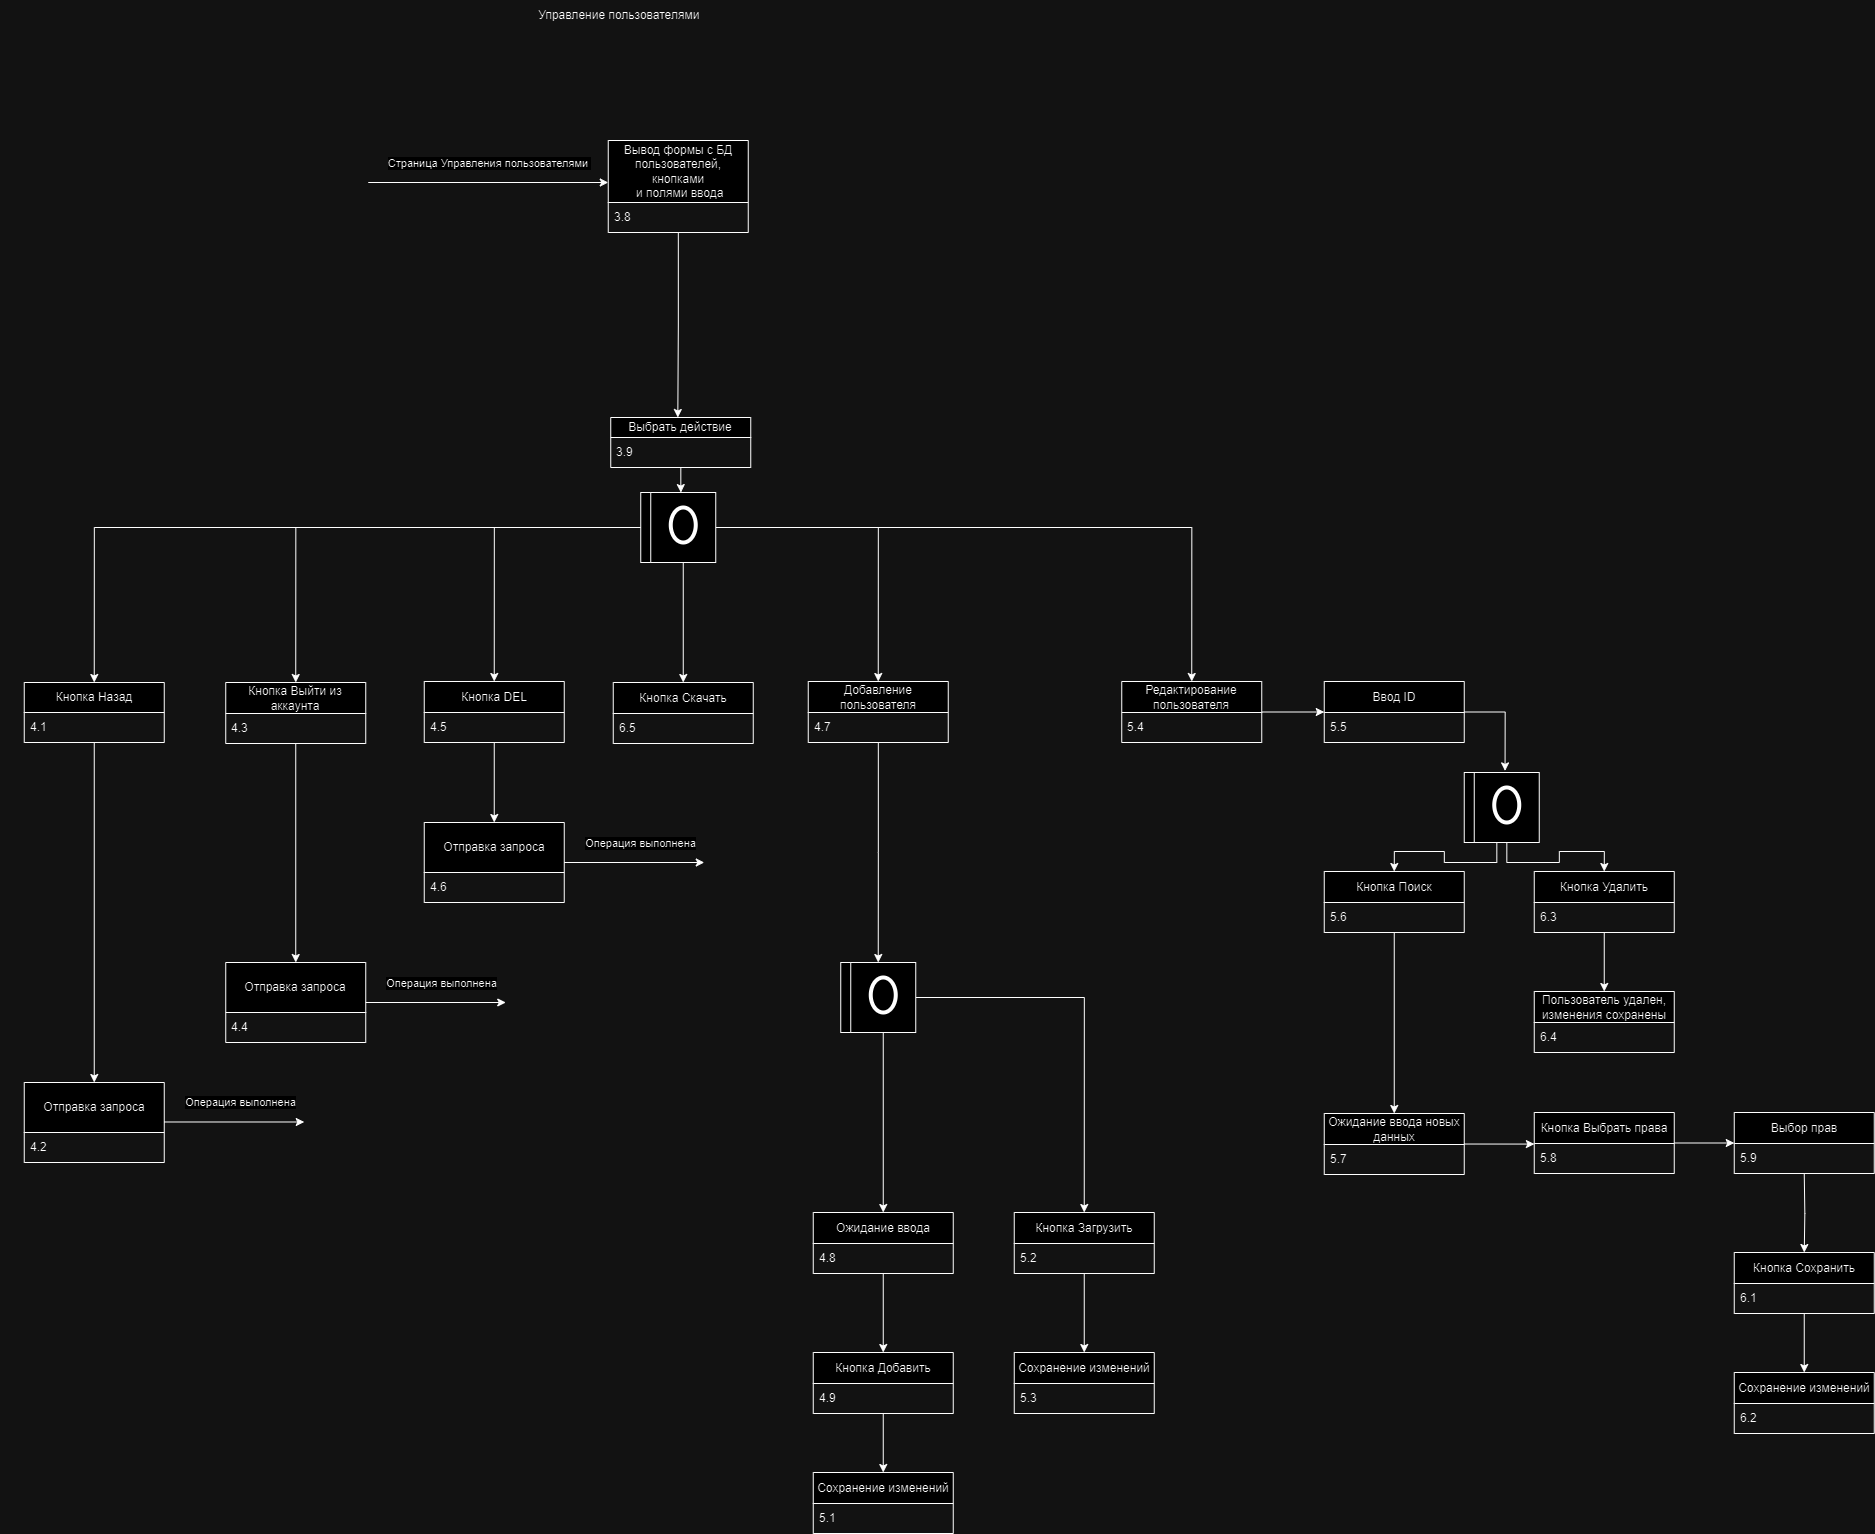 Управление пользователями
Страница Управления пользователями
Вывод формы с БД
пользователей,
кнопками
и полями ввода
3.8
Выбрать действие
3.9
O
Кнопка Назад
4.1
Кнопка Выйти из
аккаунта
4.3
Кнопка DEL
4.5
Кнопка Скачать
6.5
Добавление
пользователя
4.7
Редактирование
пользователя
5.4
Ввод ID
5.5
O
Отправка запроса
4.6
Операция выполнена
Кнопка Поиск
5.6
Кнопка Удалить
6.3
Отправка запроса
4.4
Операция выполнена
O
Пользователь удален,
изменения сохранены
6.4
Отправка запроса
4.2
Операция выполнена
Ожидание ввода новых
данных
5.7
Кнопка Выбрать права
5.8
Выбор прав
5.9
Ожидание ввода
4.8
Кнопка Загрузить
5.2
Кнопка Сохранить
6.1
Кнопка Добавить
4.9
Сохранение изменений
5.3
Сохранение изменений
6.2
Сохранение изменений
5.1